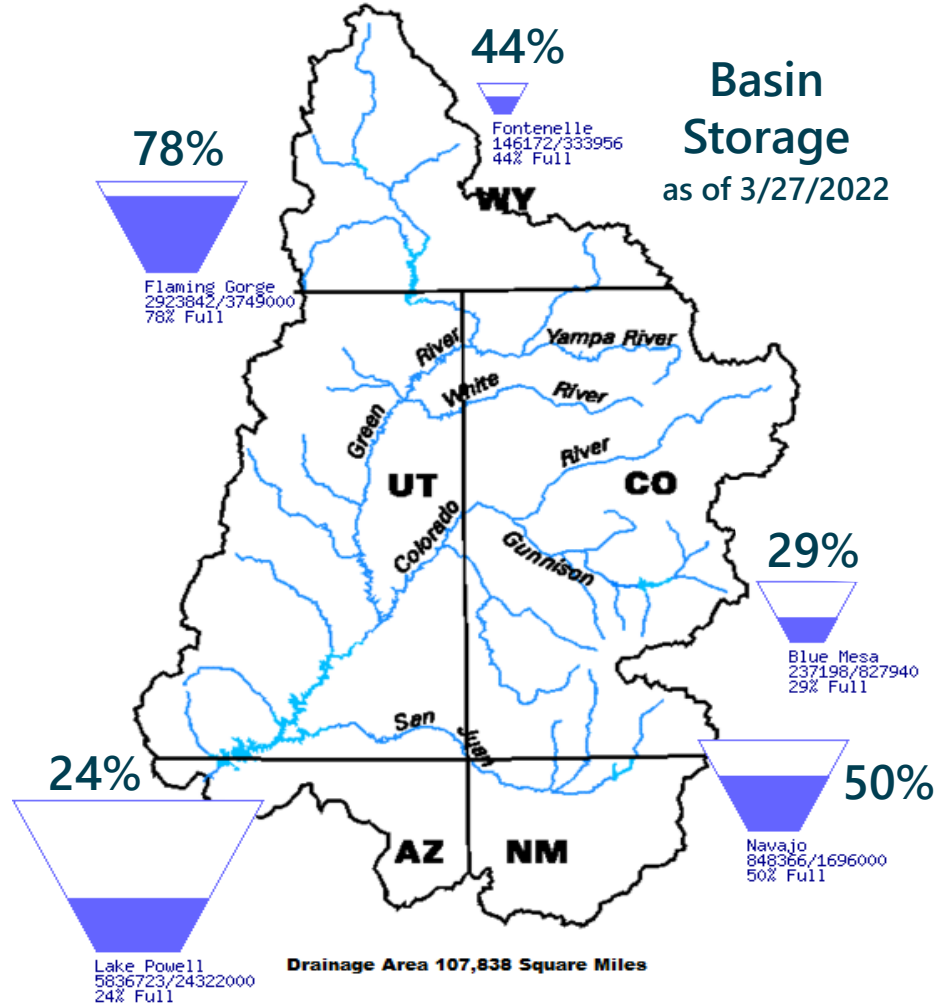 44%
Basin
Storage
as of 3/27/2022
Fontenelle
146172/333956
44% Full
78%
WY
Flaming Gorge
2923842/3749000
78% Full
Yampa River
River
White
River
Green
River
UT
CO
Colorado
Gunnison
29%
Blue Mesa
237198/827940
29% Full
San
Juan
24%
50%
AZ
NM
Navajo
848366/1696000
50% Full
Lake Powell
5836723/24322000
24% Full
Drainage Area 107,838 Square Miles